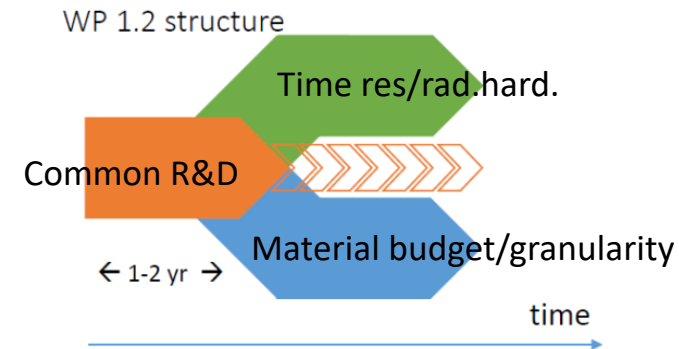 WP 1.2 structure
Time res/rad.hard.
Common R&D
Material budget/granularity
← 1-2 yr →
time